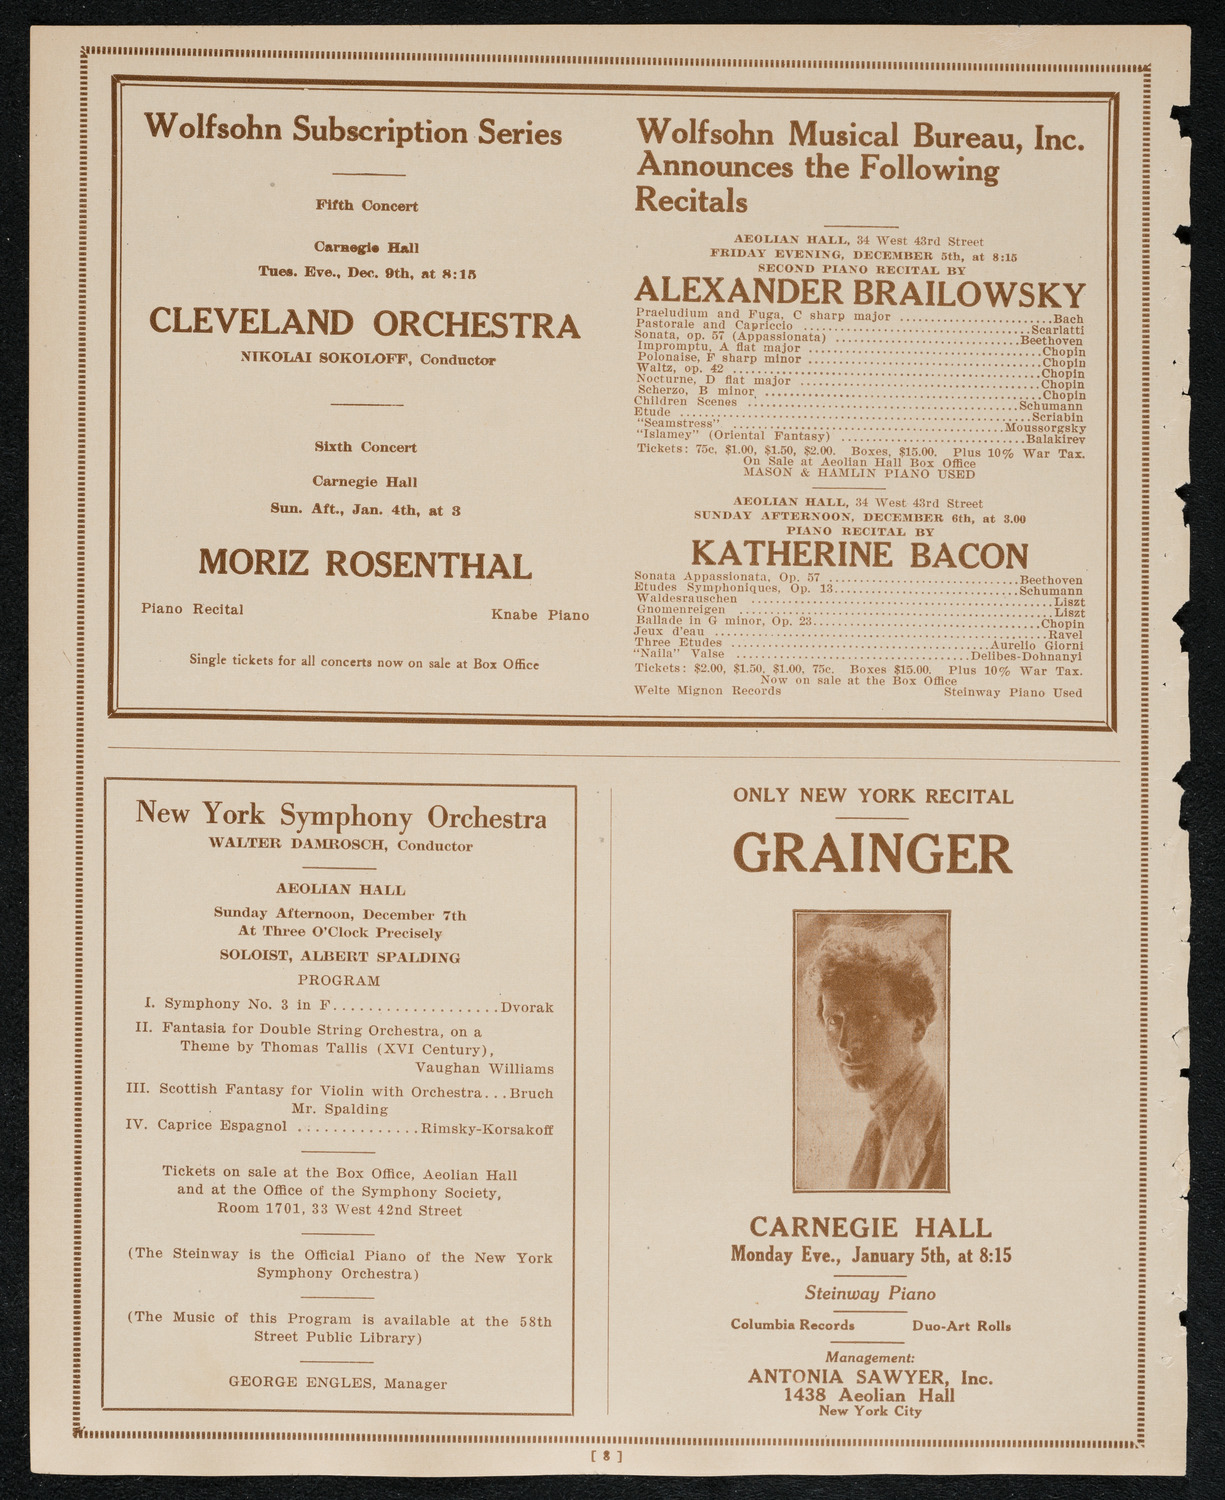 Wolfsohn Subscription Series
Fifth Concert
Carnegie Hall
Tues. Eve., Dec. 9th, at 8:15
CLEVELAND ORCHESTRA
NIKOLAI SOKOLOFF, Conductor
Sixth Concert
Carnegie Hall
Sun. Aft., Jan. 4th, at 3
MORIZ ROSENTHAL
Piano Recital Knabe Piano
Single tickets for all concerts now on sale at Box Office
Wolfsohn Musical Bureau, Inc.
Announces the Following
Recitals
AEOLIAN HALL, 34 West 43rd Street
FRIDAY EVENING, DECEMBER 5th, at 8:15
SECOND PIANO RECITAL BY
ALEXANDER BRAILOWSKY
Praeludium and Fuga, C sharp major ........................Bach
Pastorale and Capriccio ........................Scarlatti
Sonata, op. 57 (Appassionata) ........................Beethoven
Impromptu, A flat major ........................Chopin
Polonaise, F sharp minor ........................Chopin
Waltz, op. 42 ........................Chopin
Nocturne, D flat major ........................Chopin
Scherzo, B minor ........................Chopin
Children Scenes ........................Schumann
Etude ........................Scriabin
"Seamstress" ........................Moussorgsky
"Islamey" (Oriental Fantasy) ........................Balakirev
Tickets: 75c, $1.00, $1.50, $2.00. Boxes, $15.00. Plus 10% War Tax.
On Sale at Aeolian Hall Box Office
MASON & HAMLIN PIANO USED
AEOLIAN HALL, 34 West 43rd Street
SUNDAY AFTERNOON, DECEMBER 6th, at 3.00
PIANO RECITAL BY
KATHERINE BACON
Sonata Appassionata, Op. 57 ........................Beethoven
Etudes Symphoniques, Op. 13........................Schumann
Waldesrauschen ........................Liszt
Gnomenreigen ........................Liszt
Ballade in G minor, Op. 23........................Chopin
Jeux d'eau ........................Ravel
Three Etudes ........................Aurelio Giorni
"Naila" Valse ........................Delibes-Dohnanyi
Tickets: $2.00, $1.50, $1.00, 75c. Boxes $15.00. Plus 10% War Tax.
Now on sale at the Box Office
Welte Mignon Records Steinway Piano Used
New York Symphony Orchestra
WALTER DAMROSCH, Conductor
AEOLIAN HALL
Sunday Afternoon, December 7th
At Three O'Clock Precisely
SOLOIST, ALBERT SPALDING
PROGRAM
I. Symphony No. 3 in F...................Dvorak
II. Fantasia for Double String Orchestra, on a
Theme by Thomas Tallis (XVI Century),
Vaughan Williams
III. Scottish Fantasy for Violin with Orchestra...Bruch
Mr. Spalding
IV. Caprice Espagnol ..............Rimsky-Korsakoff
Tickets on sale at the Box Office, Aeolian Hall
and at the Office of the Symphony Society,
Room 1701, 33 West 42nd Street
(The Steinway is the Official Piano of the New York
Symphony Orchestra)
(The Music of this Program is available at the 58th
Street Public Library)
GEORGE ENGLES, Manager
ONLY NEW YORK RECITAL
GRAINGER
CARNEGIE HALL
Monday Eve., January 5th, at 8:15
Steinway Piano
Columbia Records Duo-Art Rolls
Management:
ANTONIA SAWYER, Inc.
1438 Aeolian Hall
New York City
[ 8 ]